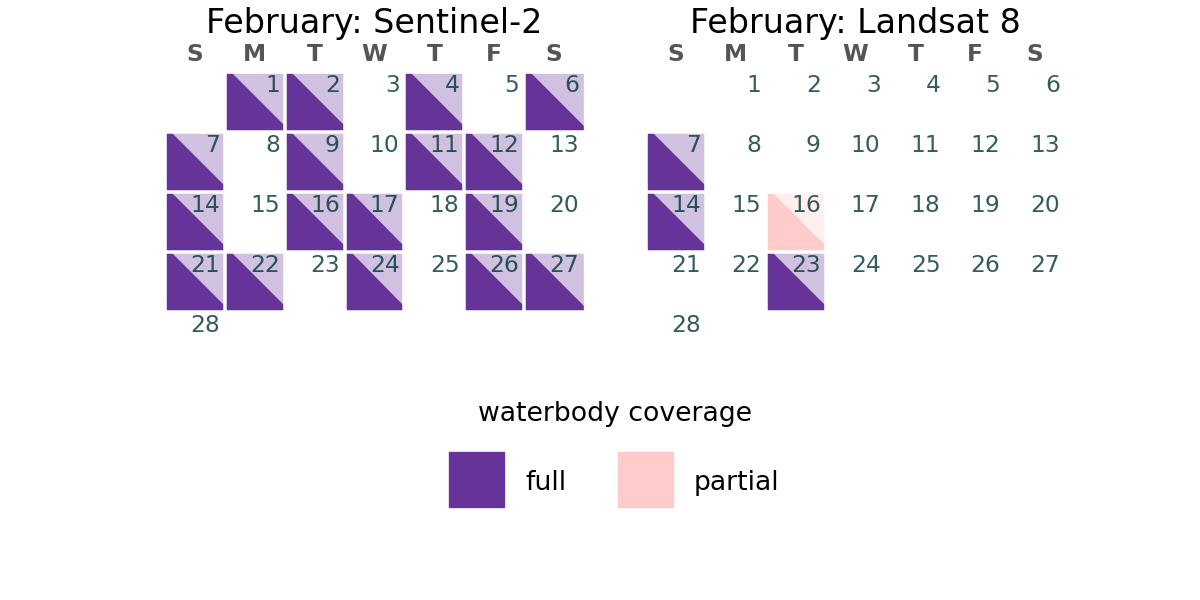 February: Sentinel-2
S M T W T F S
1 2 3 4 5 6
7 8 9 10 11 12 13
14 15 16 17 18 19 20
21 22 23 24 25 26 27
28
February: Landsat 8
S M T W T F S
1 2 3 4 5 6
7 8 9 10 11 12 13
14 15 16 17 18 19 20
21 22 23 24 25 26 27
28
waterbody coverage
full
partial